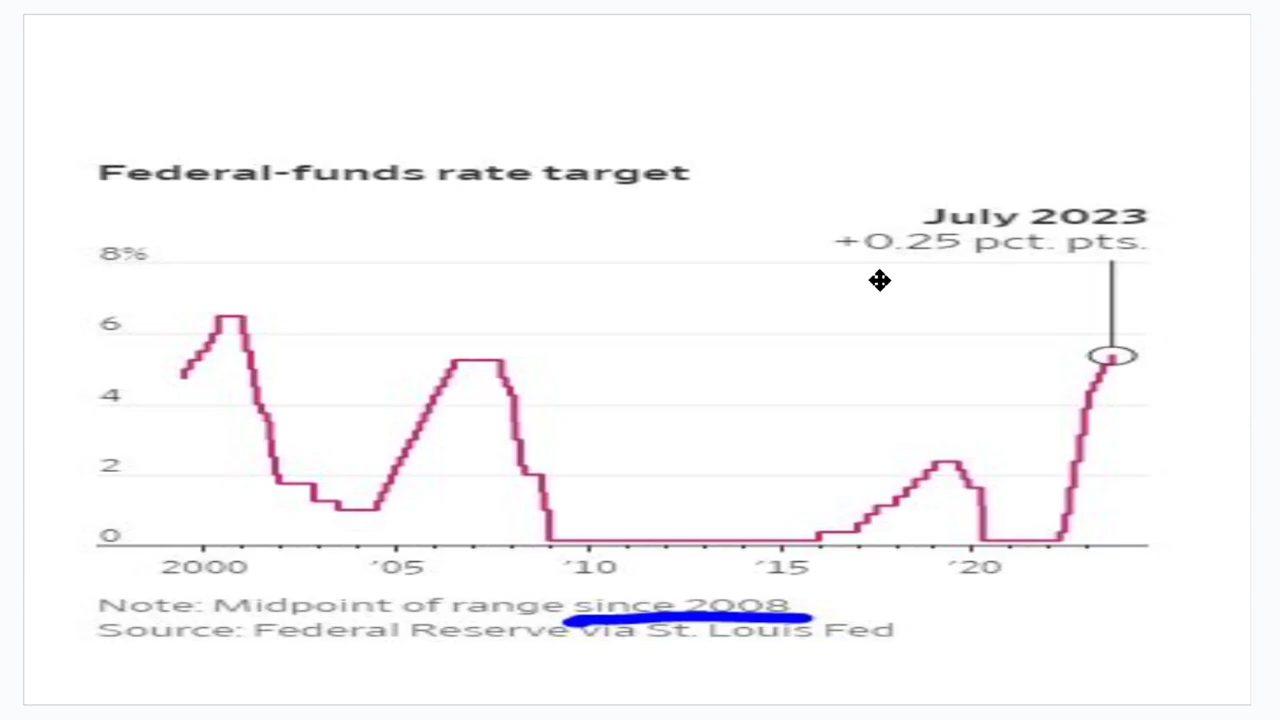 Federal-funds rate target
July 2023
+0.25 pct. pts.
8%
6
4
2
0
2000 ’05 ’10 ’15 ’20
Note: Midpoint of range since 2008
Source: Federal Reserve via St. Louis Fed